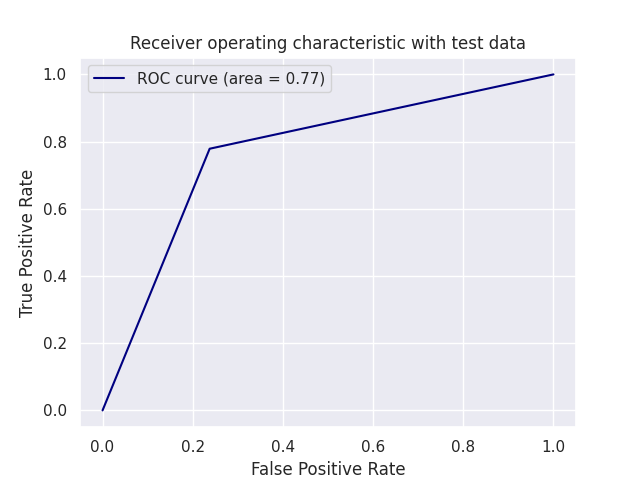 Receiver operating characteristic with test data
ROC curve (area = 0.77)
True Positive Rate
1.0
0.8
0.6
0.4
0.2
0.0
0.0 0.2 0.4 0.6 0.8 1.0
False Positive Rate